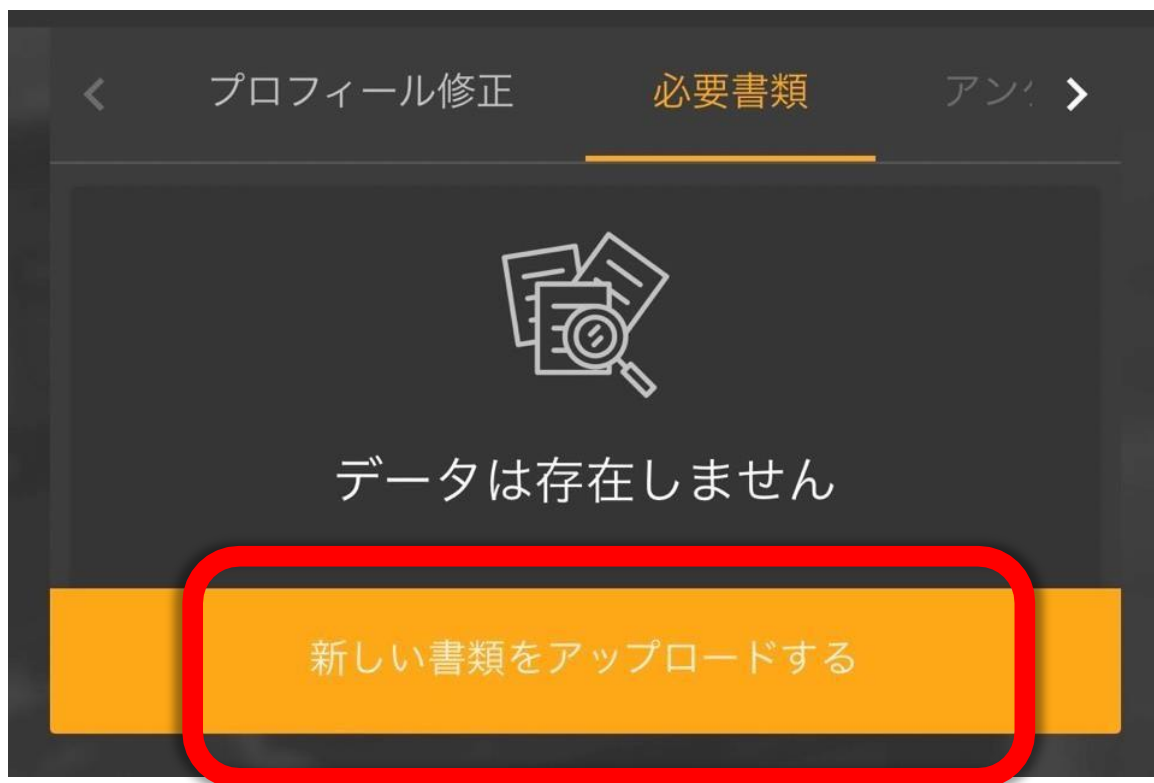 プロフィール修正
必要書類
データは存在しません
新しい書類をアップロードする